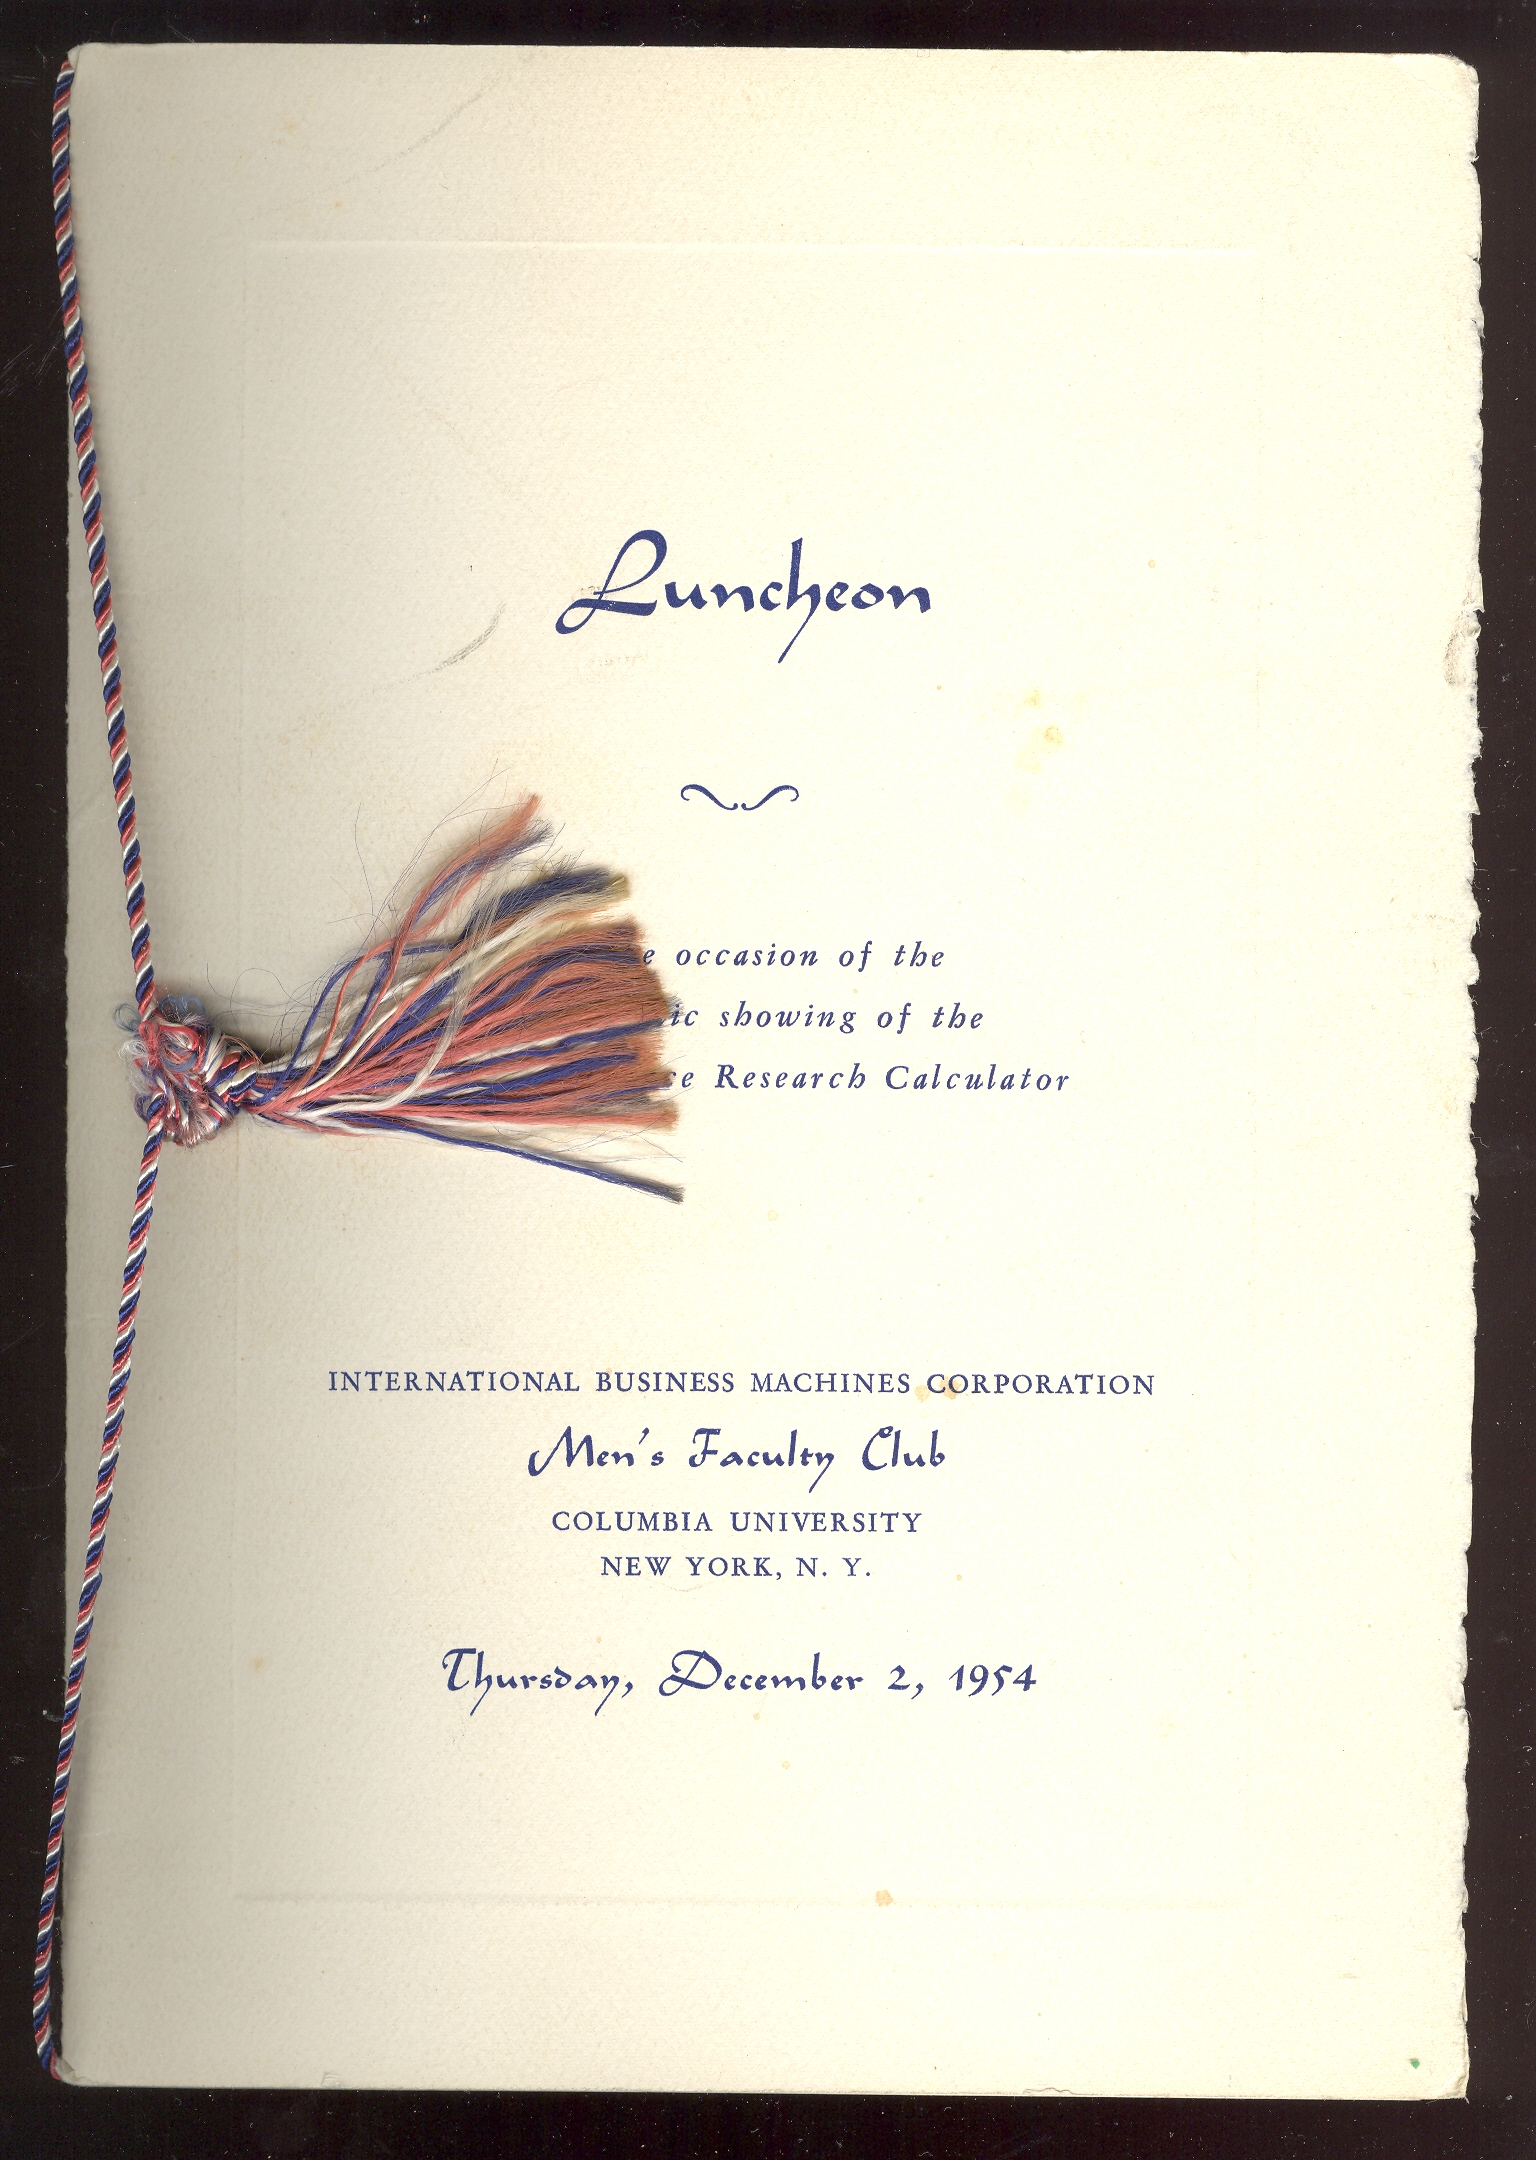 Luncheon
occasion of the
showing of the
Research Calculator
INTERNATIONAL BUSINESS MACHINES CORPORATION
Men's Faculty Club
COLUMBIA UNIVERSITY
NEW YORK, N. Y.
Thursday, December 2, 1954